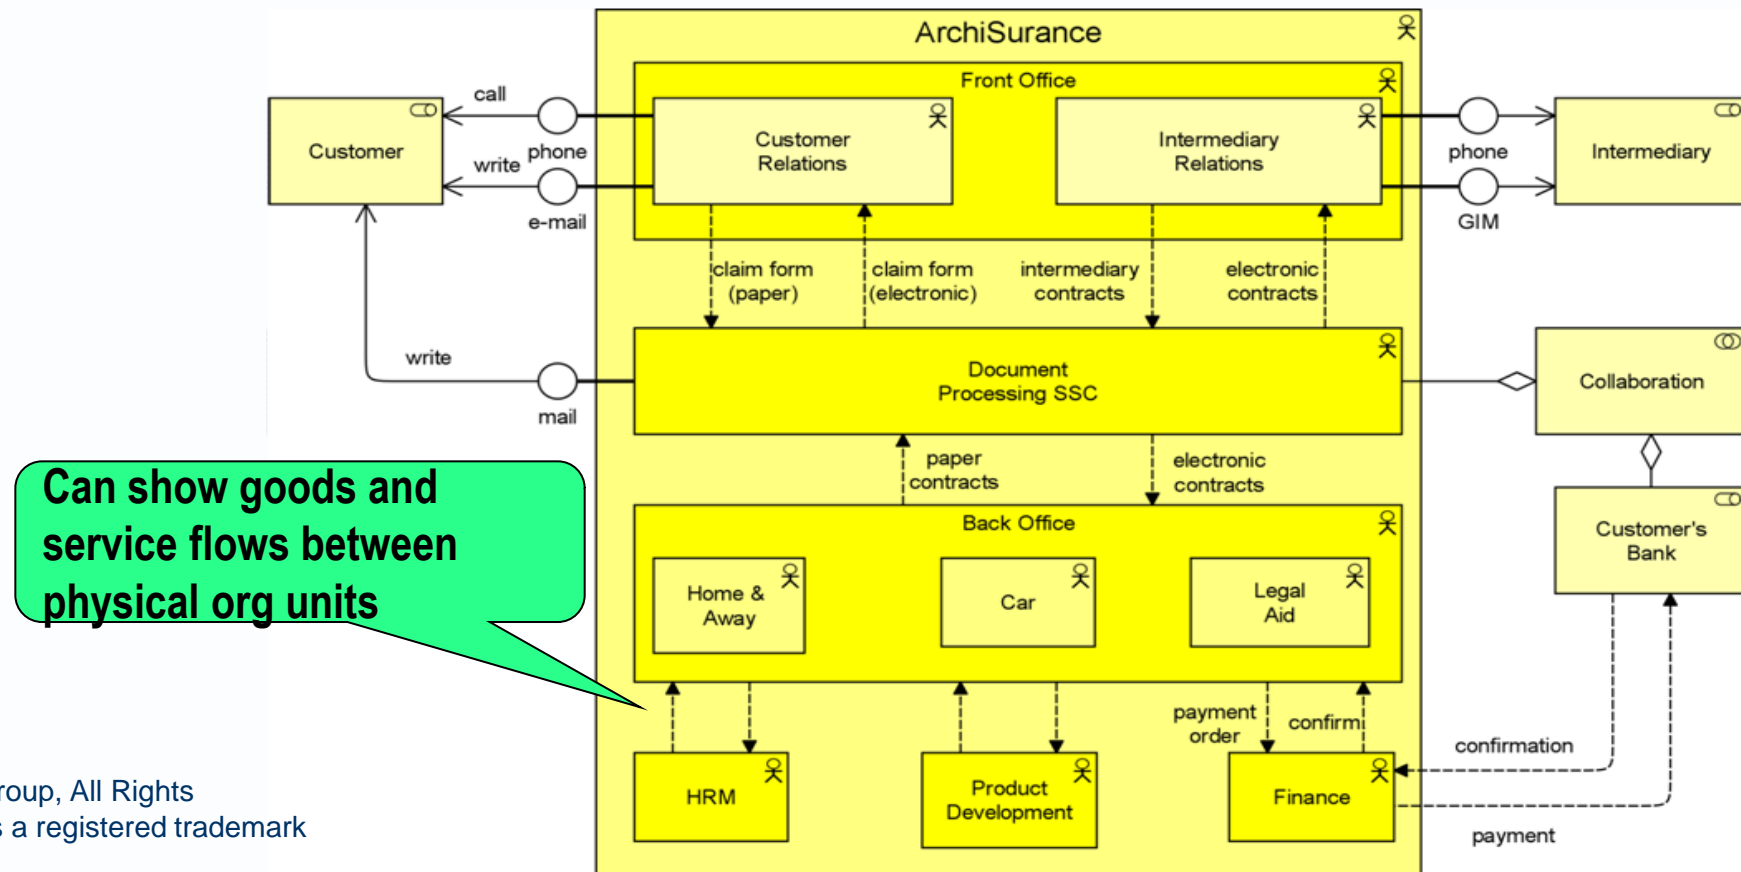 ArchiSurance
Front Office
call
Customer
phone
write
e-mail
Customer
Relations
Intermediary
Relations
phone
GIM
Intermediary
claim form
(paper)
claim form
(electronic)
intermediary
contracts
electronic
contracts
write
mail
Document
Processing SSC
Collaboration
paper
contracts
electronic
contracts
Can show goods and
service flows between
physical org units
Back Office
Home &
Away
Car
Legal
Aid
Customer's
Bank
payment
order
confirm
confirmation
HRM
Product
Development
Finance
payment
roup, All Rights
s a registered trademark